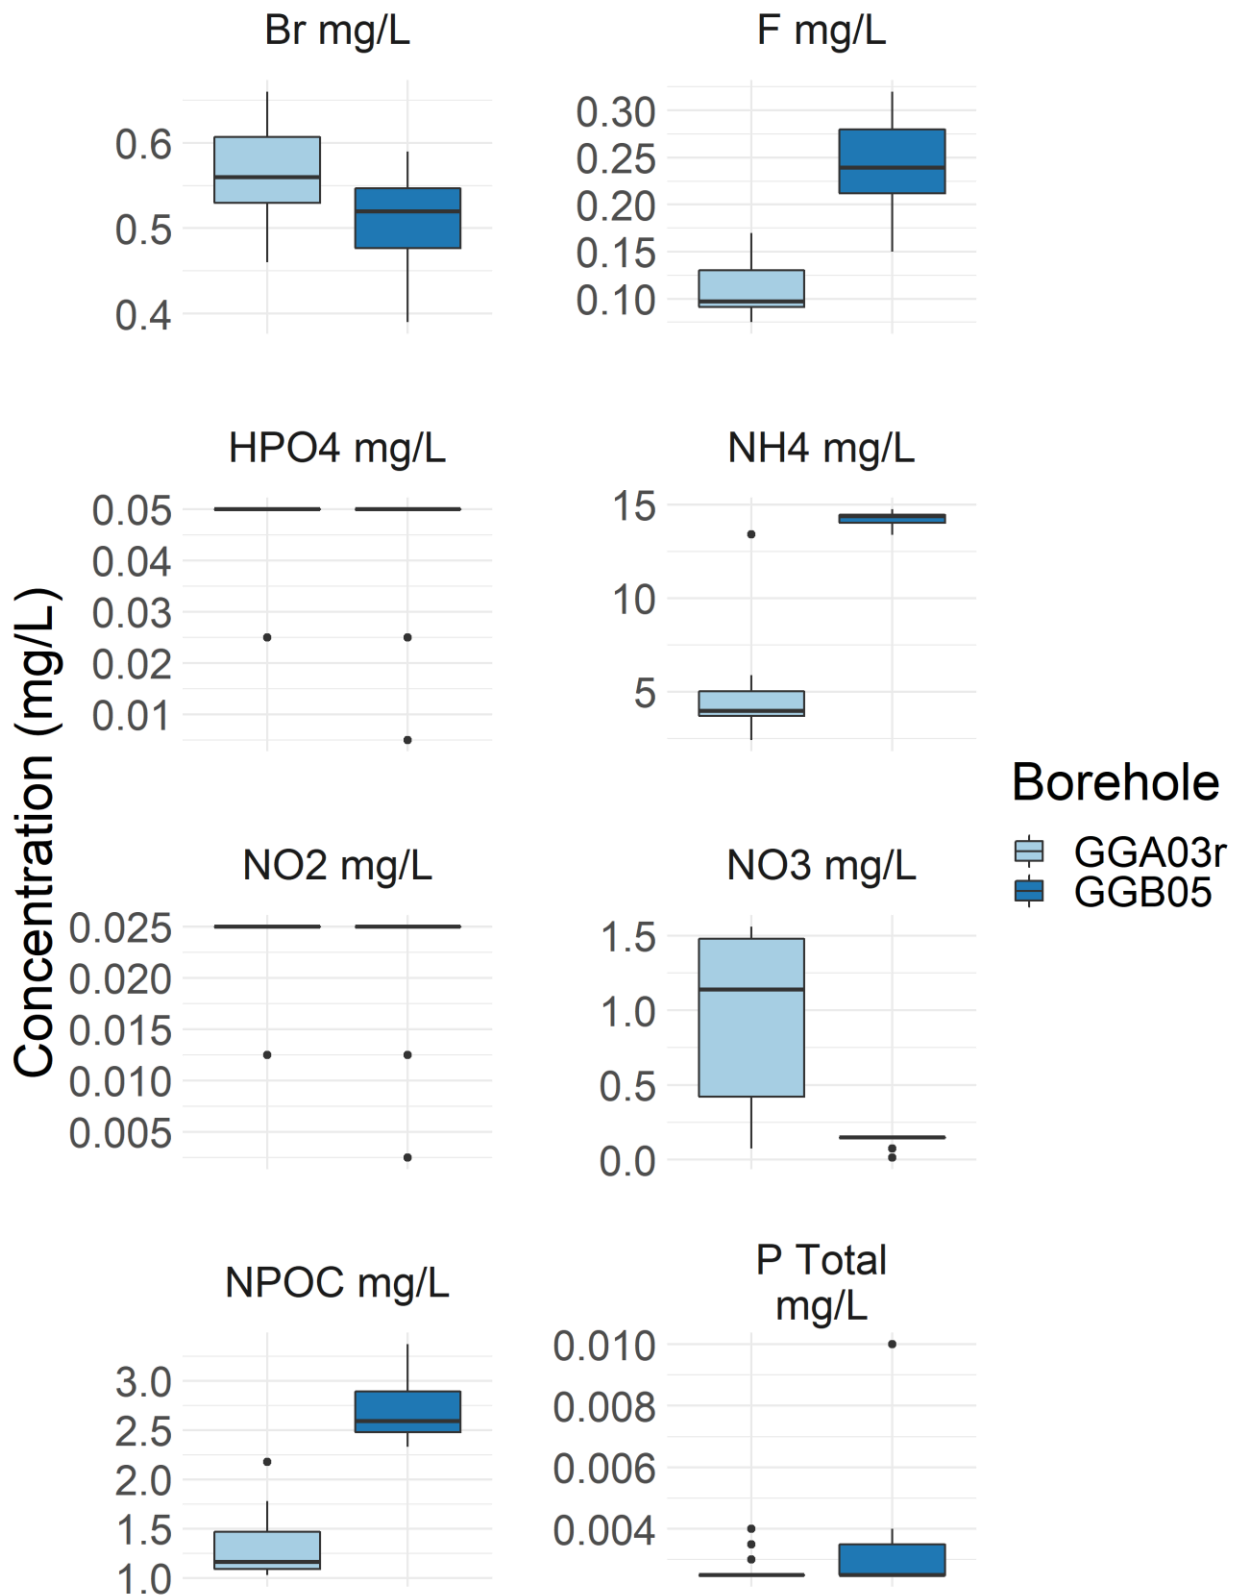 Br mg/L
F mg/L
0.6
0.5
0.4
0.30
0.25
0.20
0.15
0.10
HPO4 mg/L
NH4 mg/L
0.05
0.04
0.03
0.02
0.01
15
10
5
NO2 mg/L
NO3 mg/L
0.025
0.020
0.015
0.010
0.005
1.5
1.0
0.5
0.0
NPOC mg/L
P Total
mg/L
3.0
2.5
2.0
1.5
1.0
0.010
0.008
0.006
0.004
Concentration (mg/L)
Borehole
GGA03r
GGB05